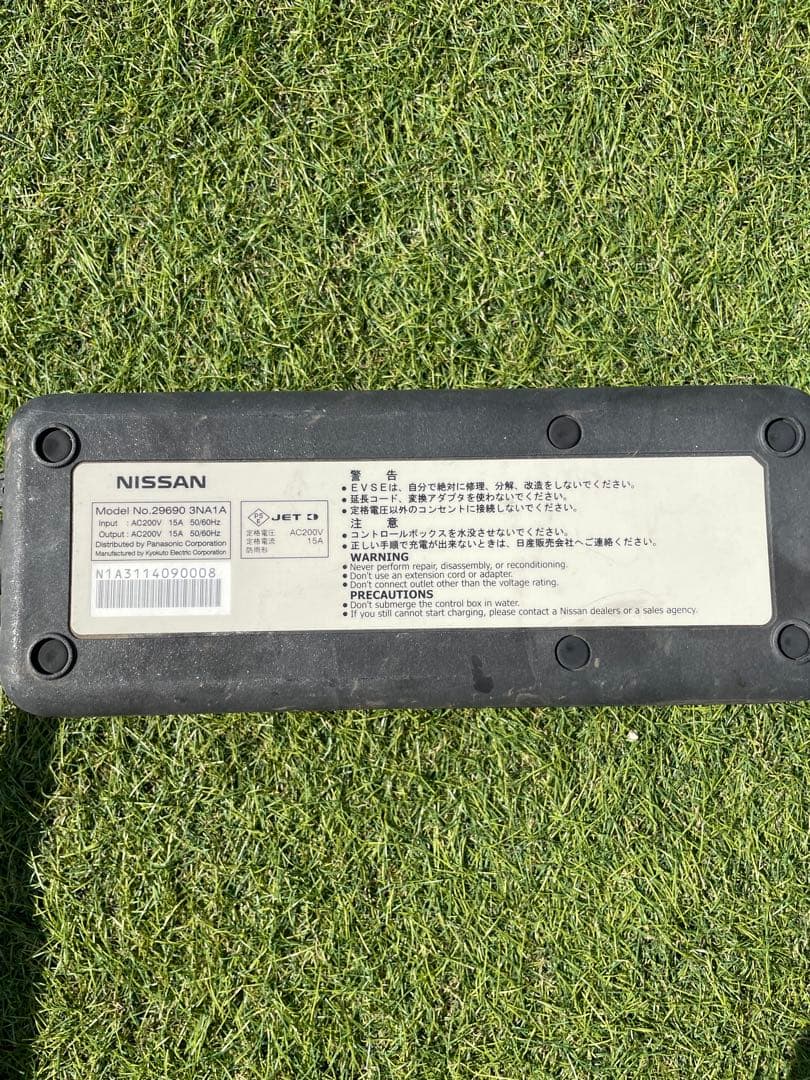 NISSAN
Model No.29690 3NA1A
Input : AC200V 15A 50/60Hz
Output : AC200V 15A 50/60Hz
Distributed by Panasonic Corporation
Manufactured by Kyokuto Electric Corporation
PS
E
JET
定格電圧 AC200V
定格電流 15A
防雨形
N1A3114090008
警 告
●EVSEは、自分で絶対に修理、分解、改造をしないでください。
●延長コード、変換アダプタを使わないでください。
●定格電圧以外のコンセントに接続しないでください。
注 意
●コントロールボックスを水没させないでください。
●正しい手順で充電が出来ないときは、日産販売会社へご連絡ください。
WARNING
●Never perform repair, disassembly, or reconditioning.
●Don't use an extension cord or adapter.
●Don't connect outlet other than the voltage rating.
PRECAUTIONS
●Don't submerge the control box in water.
●If you still cannot start charging, please contact a Nissan dealers or a sales agency.